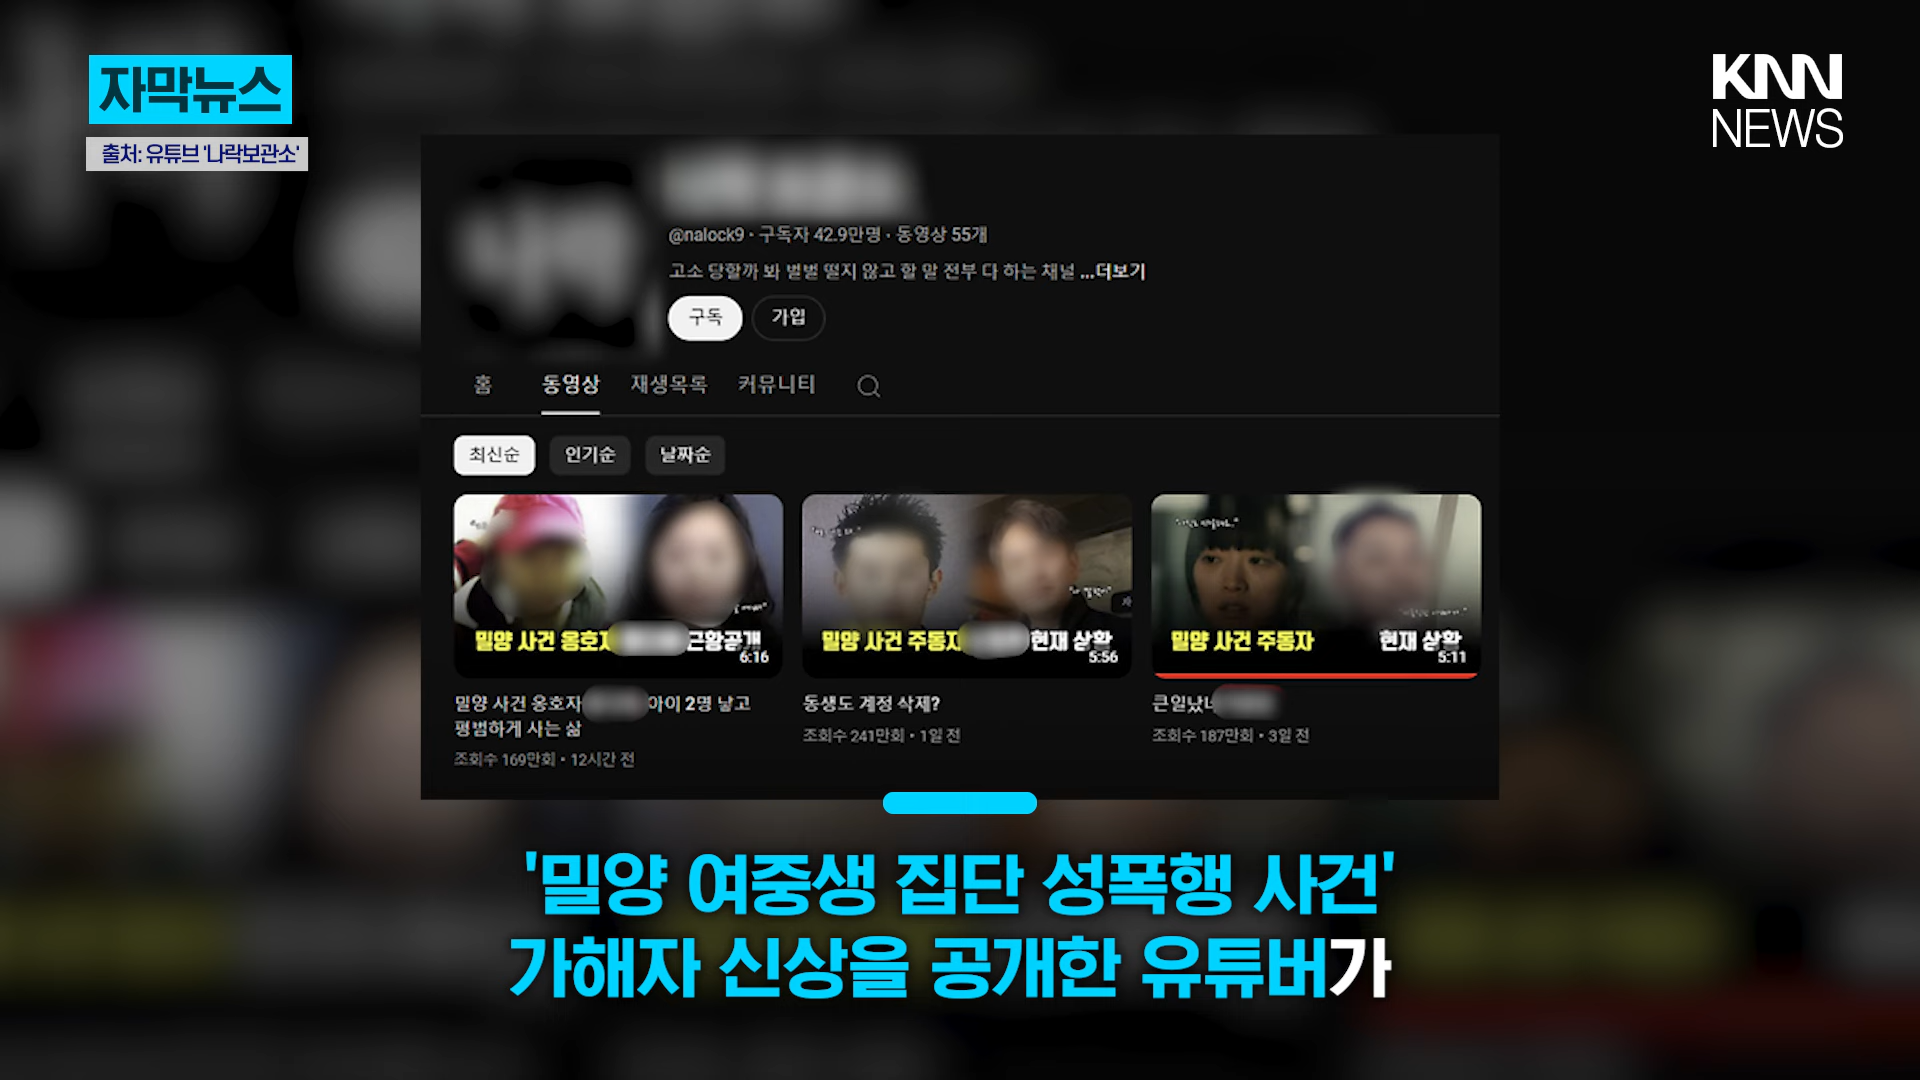 자막뉴스
출처: 유튜브 '나락보관소'
KNN
NEWS
@nalock9 · 구독자 42.9만명 · 동영상 55개
고소 당할까 봐 벌벌 떨지 않고 할 말 전부 다 하는 채널 ...더보기
구독 가입
홈 동영상 재생목록 커뮤니티
최신순 인기순 날짜순
밀양 사건 옹호자 근황공개
6:16
밀양 사건 주동자 현재 상황
5:56
밀양 사건 주동자 현재 상황
5:11
밀양 사건 옹호자 아이 2명 낳고
평범하게 사는 삶
조회수 169만회 · 12시간 전
동생도 계정 삭제?
조회수 241만회 · 1일 전
큰일났네
조회수 187만회 · 3일 전
'밀양 여중생 집단 성폭행 사건'
가해자 신상을 공개한 유튜버가